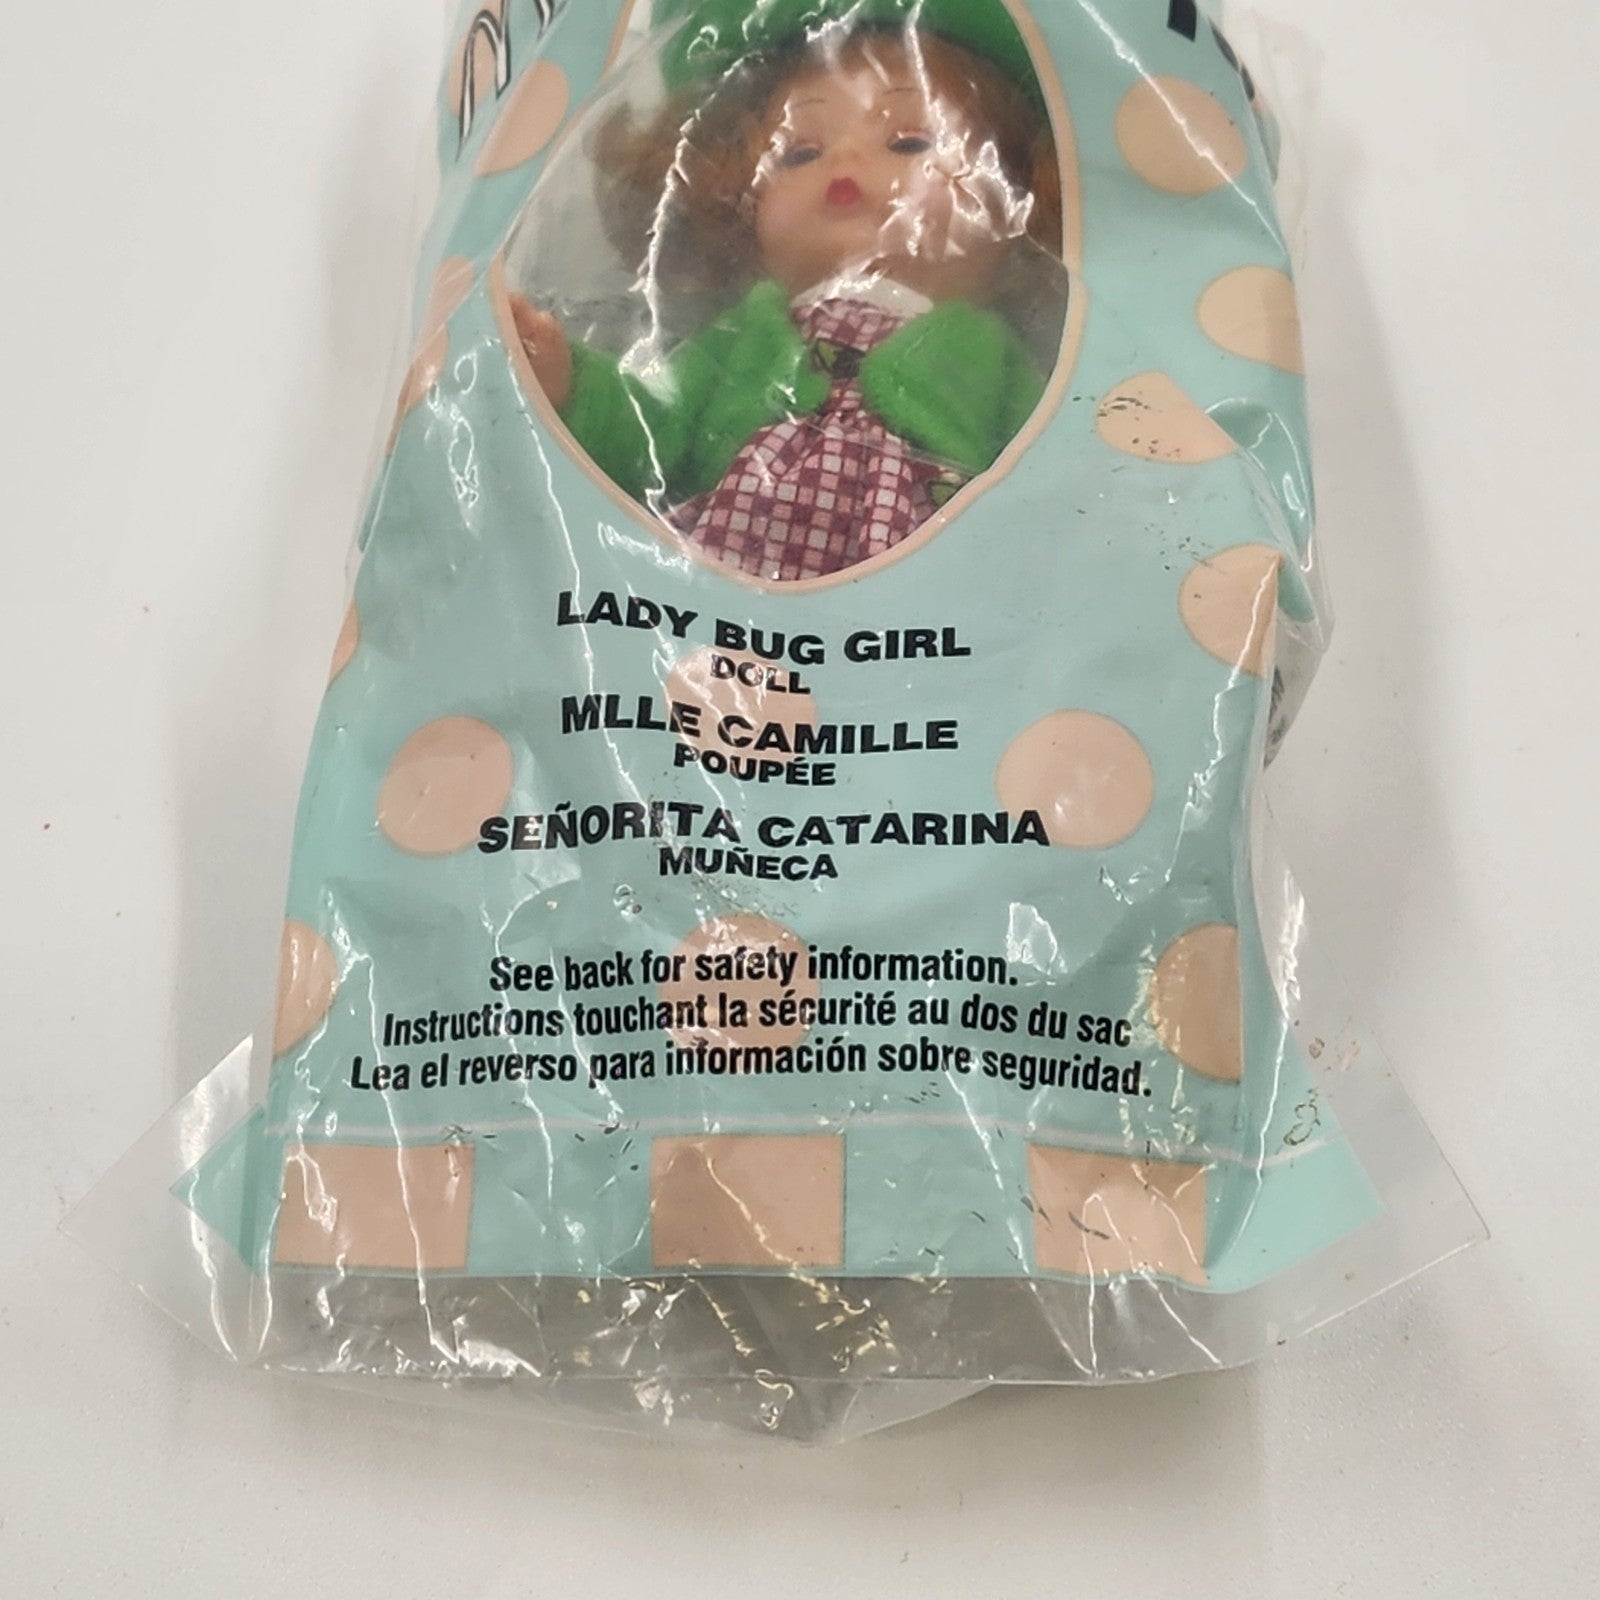 LADY BUG GIRL
DOLL
MLLE CAMILLE
POUPÉE
SEÑORITA CATARINA
MUÑECA
See back for safety information.
Instructions touchant la sécurité au dos du sac
Lea el reverso para información sobre seguridad.